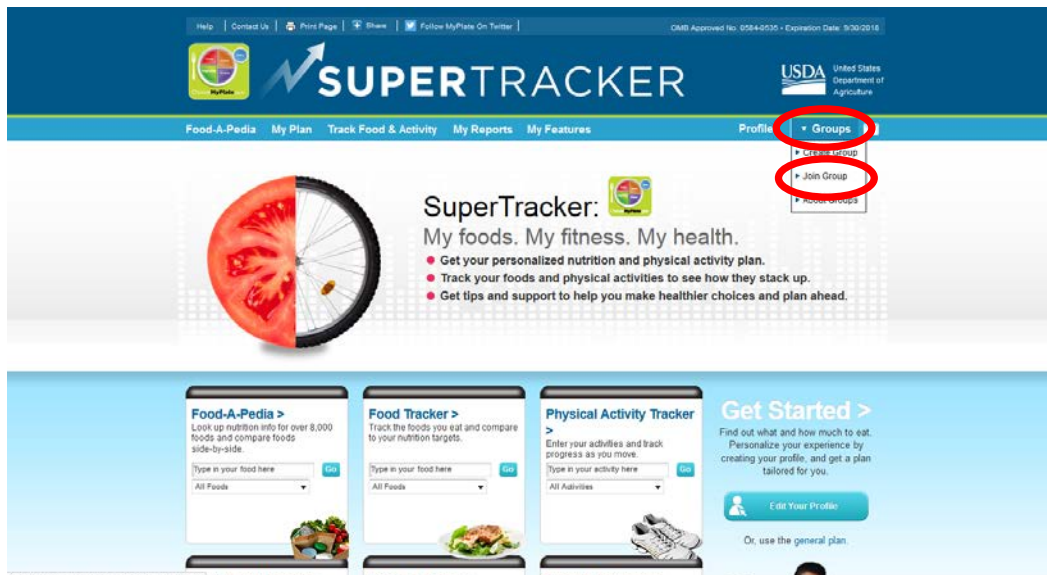 Help | Contact Us | Print Page | Share | Follow MyPlate On Twitter |
OMB Approved No. 0584-0535 - Expiration Date: 9/30/2018
SUPERTRACKER
USDA United States
Department of
Agriculture
Food-A-Pedia My Plan Track Food & Activity My Reports My Features Profile Groups
Create Group
Join Group
About Groups
SuperTracker:
My foods. My fitness. My health.
Get your personalized nutrition and physical activity plan.
Track your foods and physical activities to see how they stack up.
Get tips and support to help you make healthier choices and plan ahead.
Food-A-Pedia >
Look up nutrition info for over 8,000
foods and compare foods
side-by-side.
Type in your food here Go
All Foods
Food Tracker >
Track the foods you eat and compare
to your nutrition targets.
Type in your food here Go
All Foods
Physical Activity Tracker
>
Enter your activities and track
progress as you move.
Type in your activity here Go
All Activities
Get Started >
Find out what and how much to eat.
Personalize your experience by
creating your profile, and get a plan
tailored for you.
Edit Your Profile
Or, use the general plan.